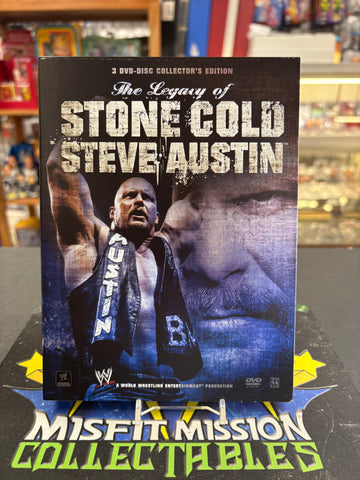 3 DVD-DISC COLLECTOR'S EDITION
The Legacy of
STONE COLD
STEVE AUSTIN
AUSTIN
B
W
A WORLD WRESTLING ENTERTAINMENT PRODUCTION
DVD
MISFIT MISSION
COLLECTABLES